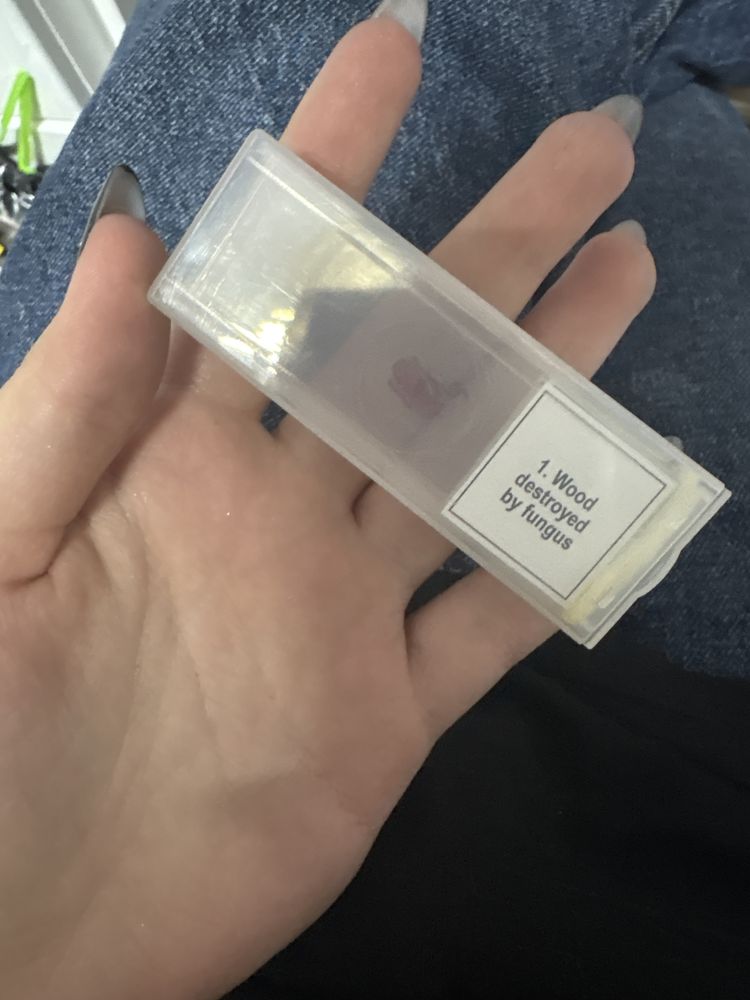 1. Wood
destroyed
by fungus